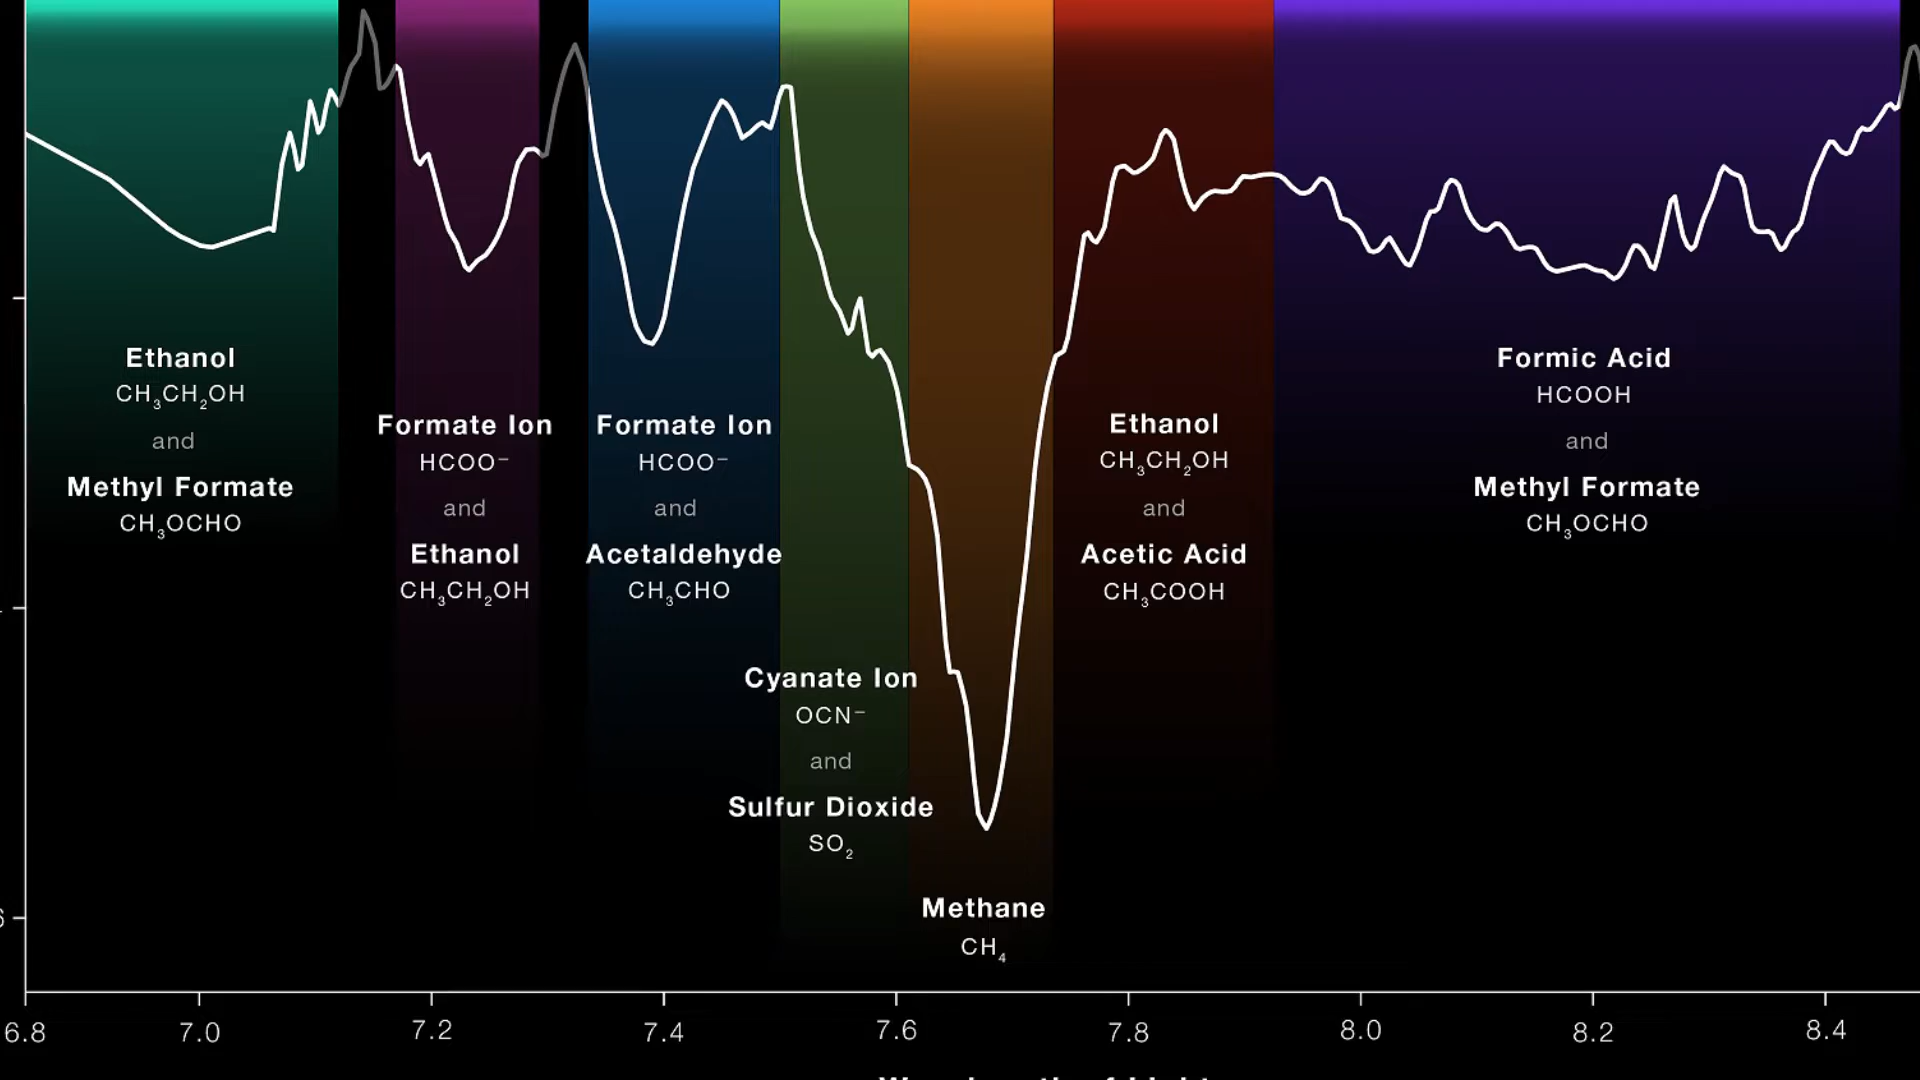 Ethanol
CH₃CH₂OH
and
Methyl Formate
CH₃OCHO
Formate Ion
HCOO⁻
and
Ethanol
CH₃CH₂OH
Formate Ion
HCOO⁻
and
Acetaldehyde
CH₃CHO
Cyanate Ion
OCN⁻
and
Sulfur Dioxide
SO₂
Methane
CH₄
Ethanol
CH₃CH₂OH
and
Acetic Acid
CH₃COOH
Formic Acid
HCOOH
and
Methyl Formate
CH₃OCHO
6.8 7.0 7.2 7.4 7.6 7.8 8.0 8.2 8.4